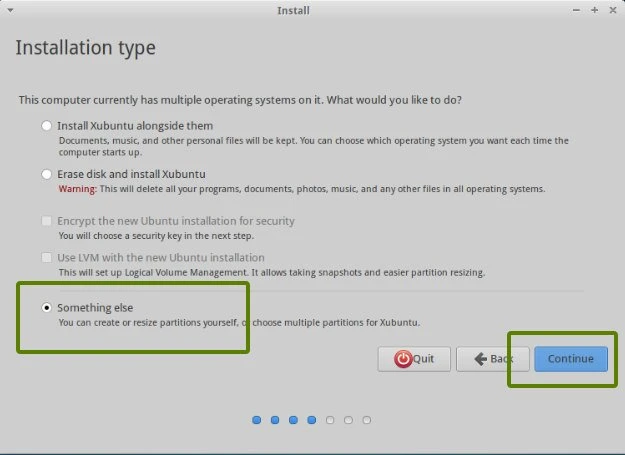 Install
Installation type
This computer currently has multiple operating systems on it. What would you like to do?
Install Xubuntu alongside them
Documents, music, and other personal files will be kept. You can choose which operating system you want each time the
computer starts up.
Erase disk and install Xubuntu
Warning: This will delete all your programs, documents, photos, music, and any other files in all operating systems.
Encrypt the new Ubuntu installation for security
You will choose a security key in the next step.
Use LVM with the new Ubuntu installation
This will set up Logical Volume Management. It allows taking snapshots and easier partition resizing.
Something else
You can create or resize partitions yourself, or choose multiple partitions for Xubuntu.
Quit
Back
Continue